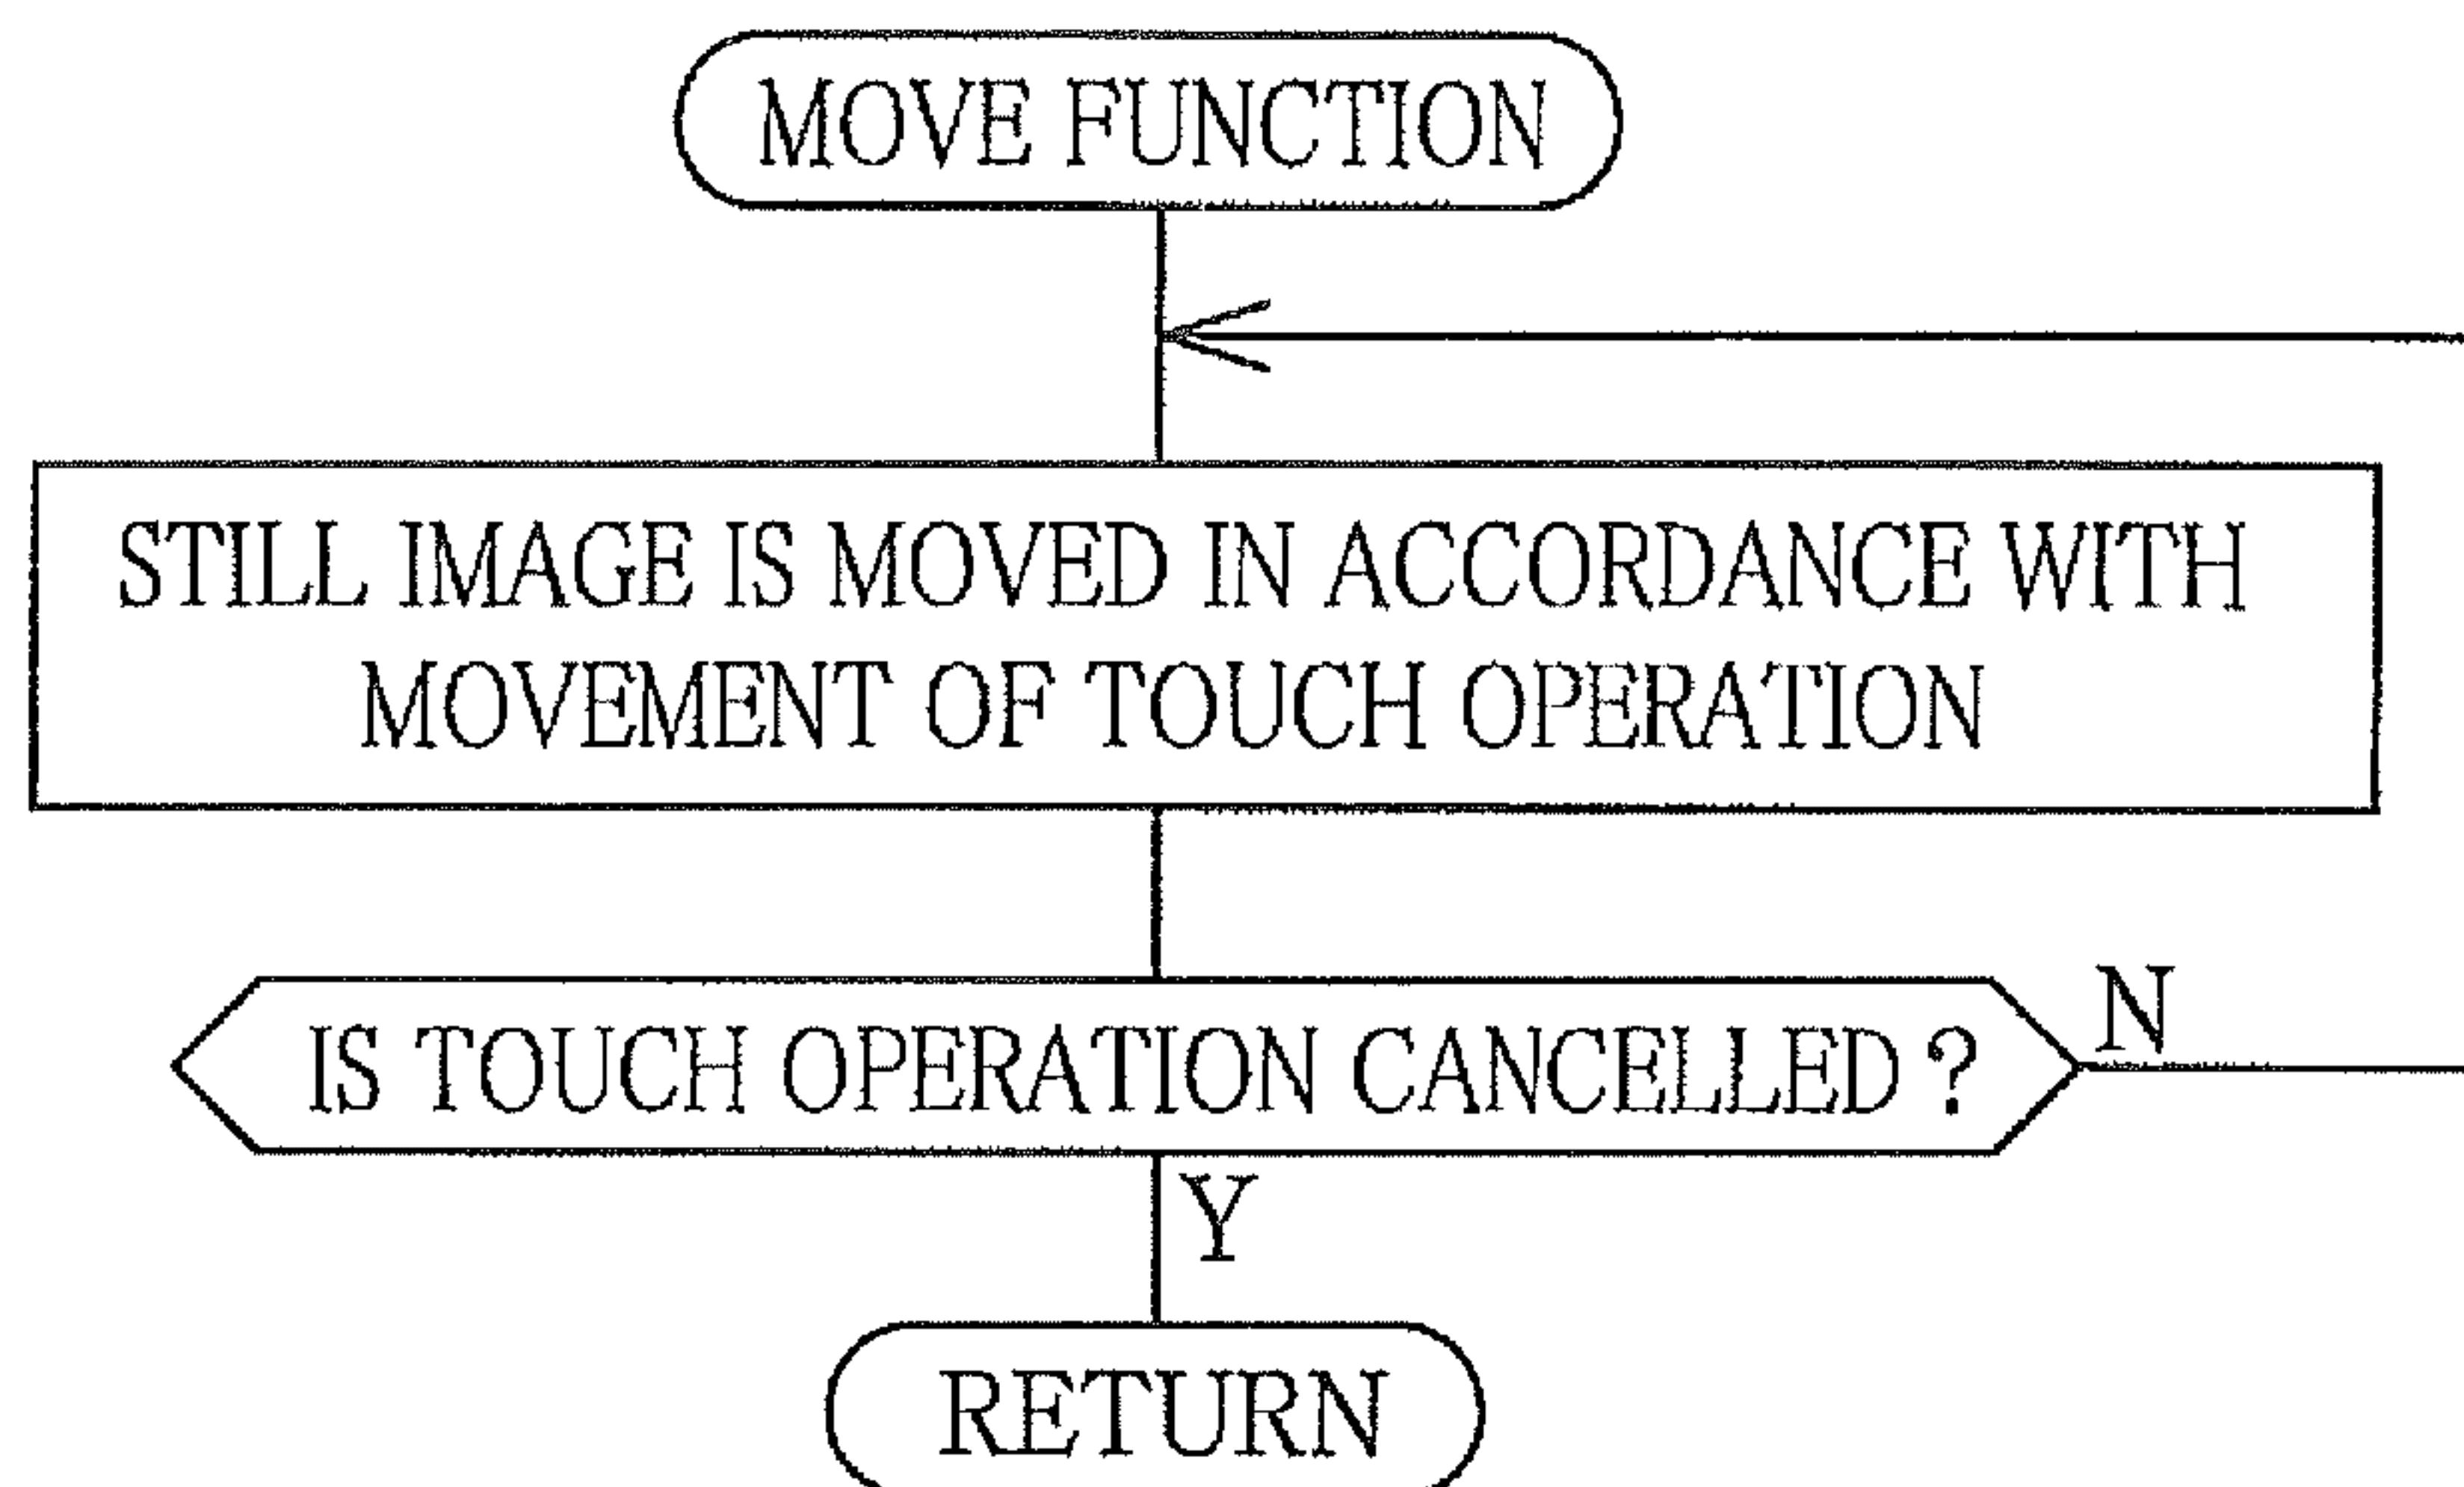 MOVE FUNCTION
STILL IMAGE IS MOVED IN ACCORDANCE WITH
MOVEMENT OF TOUCH OPERATION
IS TOUCH OPERATION CANCELLED ?
N
Y
RETURN